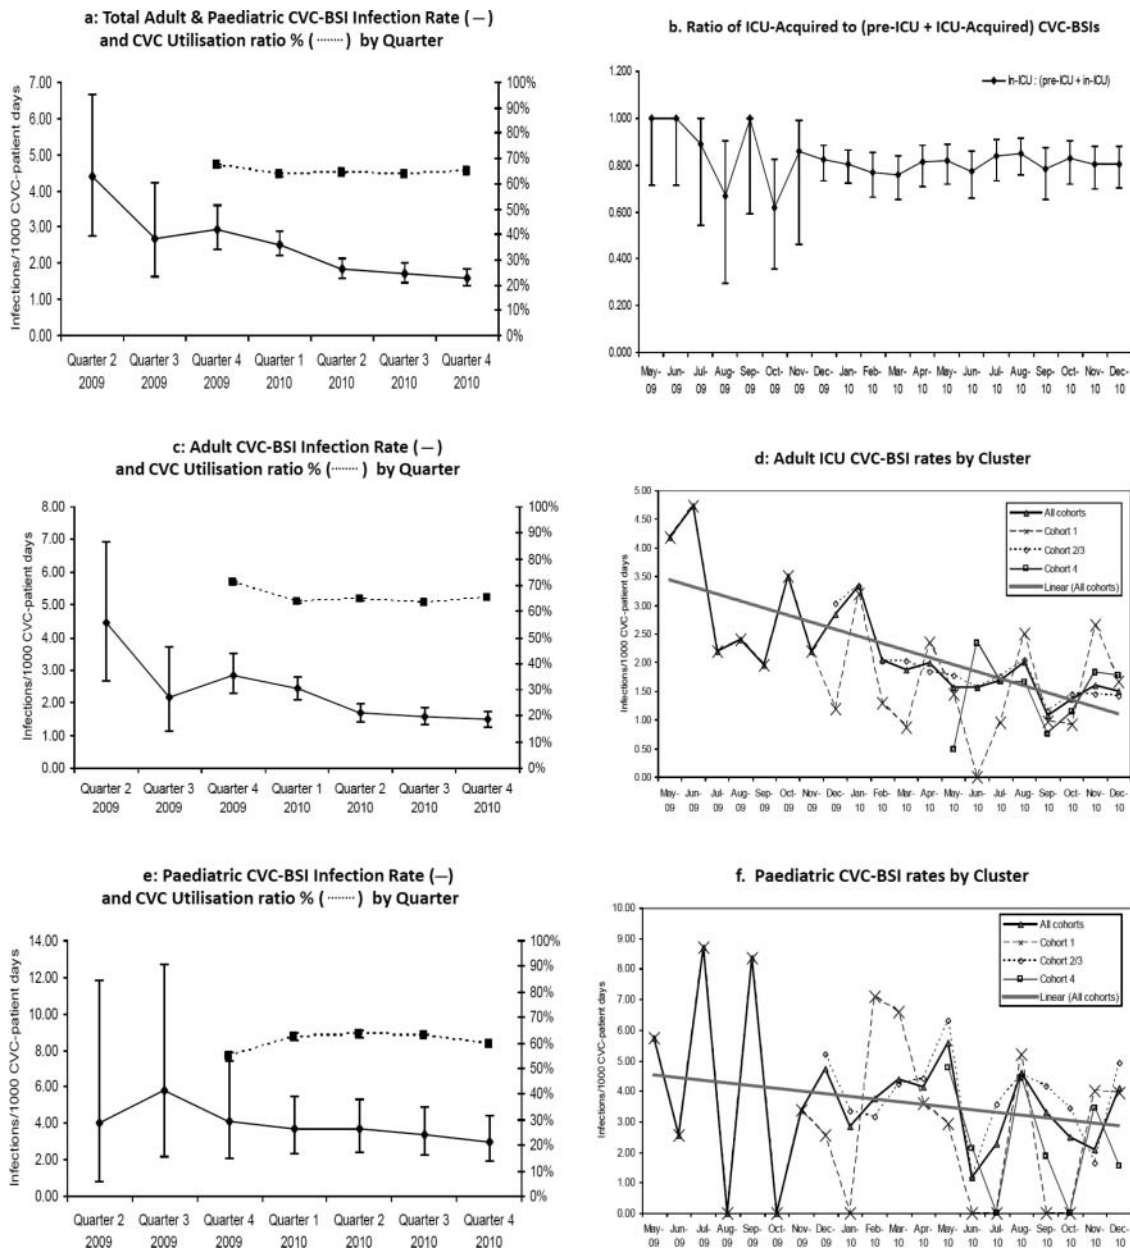 a: Total Adult & Paediatric CVC-BSI Infection Rate (—)
and CVC Utilisation ratio % (········) by Quarter
7.00
6.00
5.00
4.00
3.00
2.00
1.00
0.00
Infections/1000 CVC-patient days
100%
90%
80%
70%
60%
50%
40%
30%
20%
10%
0%
Quarter 2 Quarter 3 Quarter 4 Quarter 1 Quarter 2 Quarter 3 Quarter 4
2009 2009 2009 2010 2010 2010 2010
b. Ratio of ICU-Acquired to (pre-ICU + ICU-Acquired) CVC-BSIs
1.200
1.000
0.800
0.600
0.400
0.200
0.000
In-ICU : (pre-ICU + in-ICU)
May- Jun- Jul- Aug- Sep- Oct- Nov- Dec- Jan- Feb- Mar- Apr- May- Jun- Jul- Aug- Sep- Oct- Nov- Dec-
09 09 09 09 09 09 09 09 10 10 10 10 10 10 10 10 10 10 10 10
c: Adult CVC-BSI Infection Rate (—)
and CVC Utilisation ratio % (········) by Quarter
8.00
7.00
6.00
5.00
4.00
3.00
2.00
1.00
0.00
Infections/1000 CVC-patient days
100%
90%
80%
70%
60%
50%
40%
30%
20%
10%
0%
Quarter 2 Quarter 3 Quarter 4 Quarter 1 Quarter 2 Quarter 3 Quarter 4
2009 2009 2009 2010 2010 2010 2010
d: Adult ICU CVC-BSI rates by Cluster
5.00
4.50
4.00
3.50
3.00
2.50
2.00
1.50
1.00
0.50
0.00
Infections/1000 CVC-patient days
All cohorts
Cohort 1
Cohort 2/3
Cohort 4
Linear (All cohorts)
May- Jun- Jul- Aug- Sep- Oct- Nov- Dec- Jan- Feb- Mar- Apr- May- Jun- Jul- Aug- Sep- Oct- Nov- Dec-
09 09 09 09 09 09 09 09 10 10 10 10 10 10 10 10 10 10 10 10
e: Paediatric CVC-BSI Infection Rate (—)
and CVC Utilisation ratio % (········) by Quarter
14.00
12.00
10.00
8.00
6.00
4.00
2.00
0.00
Infections/1000 CVC-patient days
100%
90%
80%
70%
60%
50%
40%
30%
20%
10%
0%
Quarter 2 Quarter 3 Quarter 4 Quarter 1 Quarter 2 Quarter 3 Quarter 4
2009 2009 2009 2010 2010 2010 2010
f. Paediatric CVC-BSI rates by Cluster
10.00
9.00
8.00
7.00
6.00
5.00
4.00
3.00
2.00
1.00
0.00
Infections/1000 CVC-patient days
All cohorts
Cohort 1
Cohort 2/3
Cohort 4
Linear (All cohorts)
May- Jun- Jul- Aug- Sep- Oct- Nov- Dec- Jan- Feb- Mar- Apr- May- Jun- Jul- Aug- Sep- Oct- Nov- Dec-
09 09 09 09 09 09 09 09 10 10 10 10 10 10 10 10 10 10 10 10